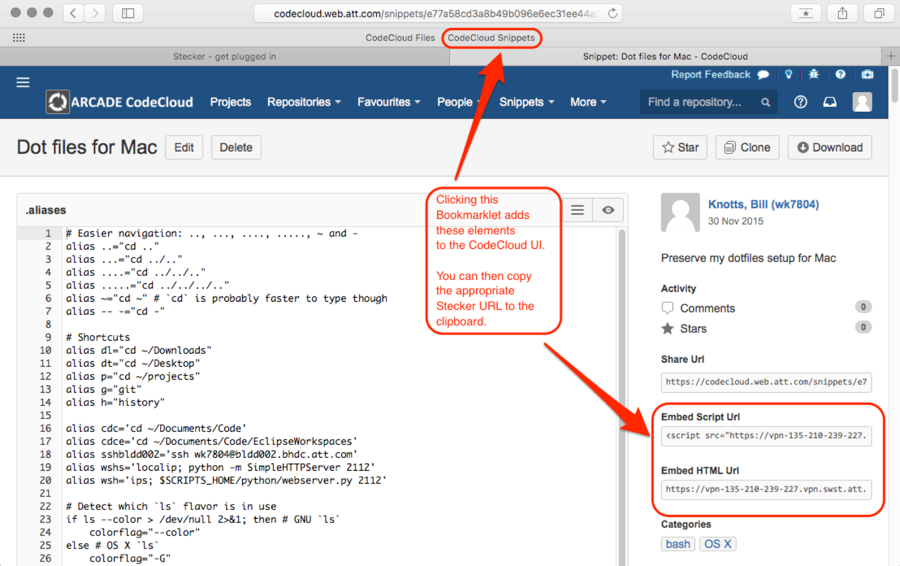 codecloud.web.att.com/snippets/e77a58cd3a8b49b096e6ec31ee44a
CodeCloud Files CodeCloud Snippets
Stecker - get plugged in
Snippet: Dot files for Mac - CodeCloud
Report Feedback
ARCADE CodeCloud Projects Repositories Favourites People Snippets More Find a repository...
Dot files for Mac Edit Delete Star Clone Download
.aliases
1 # Easier navigation: .., ..., ...., ....., ~ and -
2 alias ..="cd .."
3 alias ...="cd ../.."
4 alias ....="cd ../../.."
5 alias .....="cd ../../../.."
6 alias ~="cd ~" # `cd` is probably faster to type though
7 alias -- -="cd -"
8
9 # Shortcuts
10 alias dl="cd ~/Downloads"
11 alias dt="cd ~/Desktop"
12 alias p="cd ~/projects"
13 alias g="git"
14 alias h="history"
15
16 alias cdc='cd ~/Documents/Code'
17 alias cdce='cd ~/Documents/Code/EclipseWorkspaces'
18 alias sshbldd002='ssh wk7804@bldd002.bhdc.att.com'
19 alias wshs='localip; python -m SimpleHTTPServer 2112'
20 alias wsh='ips; $SCRIPTS_HOME/python/webserver.py 2112'
21
22 # Detect which `ls` flavor is in use
23 if ls --color > /dev/null 2>&1; then # GNU `ls`
24 colorflag="--color"
25 else # OS X `ls`
26 colorflag="-G"
Clicking this
Bookmarklet adds
these elements
to the CodeCloud UI.
You can then copy
the appropriate
Stecker URL to the
clipboard.
Knotts, Bill (wk7804)
30 Nov 2015
Preserve my dotfiles setup for Mac
Activity
Comments 0
Stars 0
Share Url
https://codecloud.web.att.com/snippets/e7
Embed Script Url
<script src="https://vpn-135-210-239-227.
Embed HTML Url
https://vpn-135-210-239-227.vpn.swst.att.
Categories
bash OS X